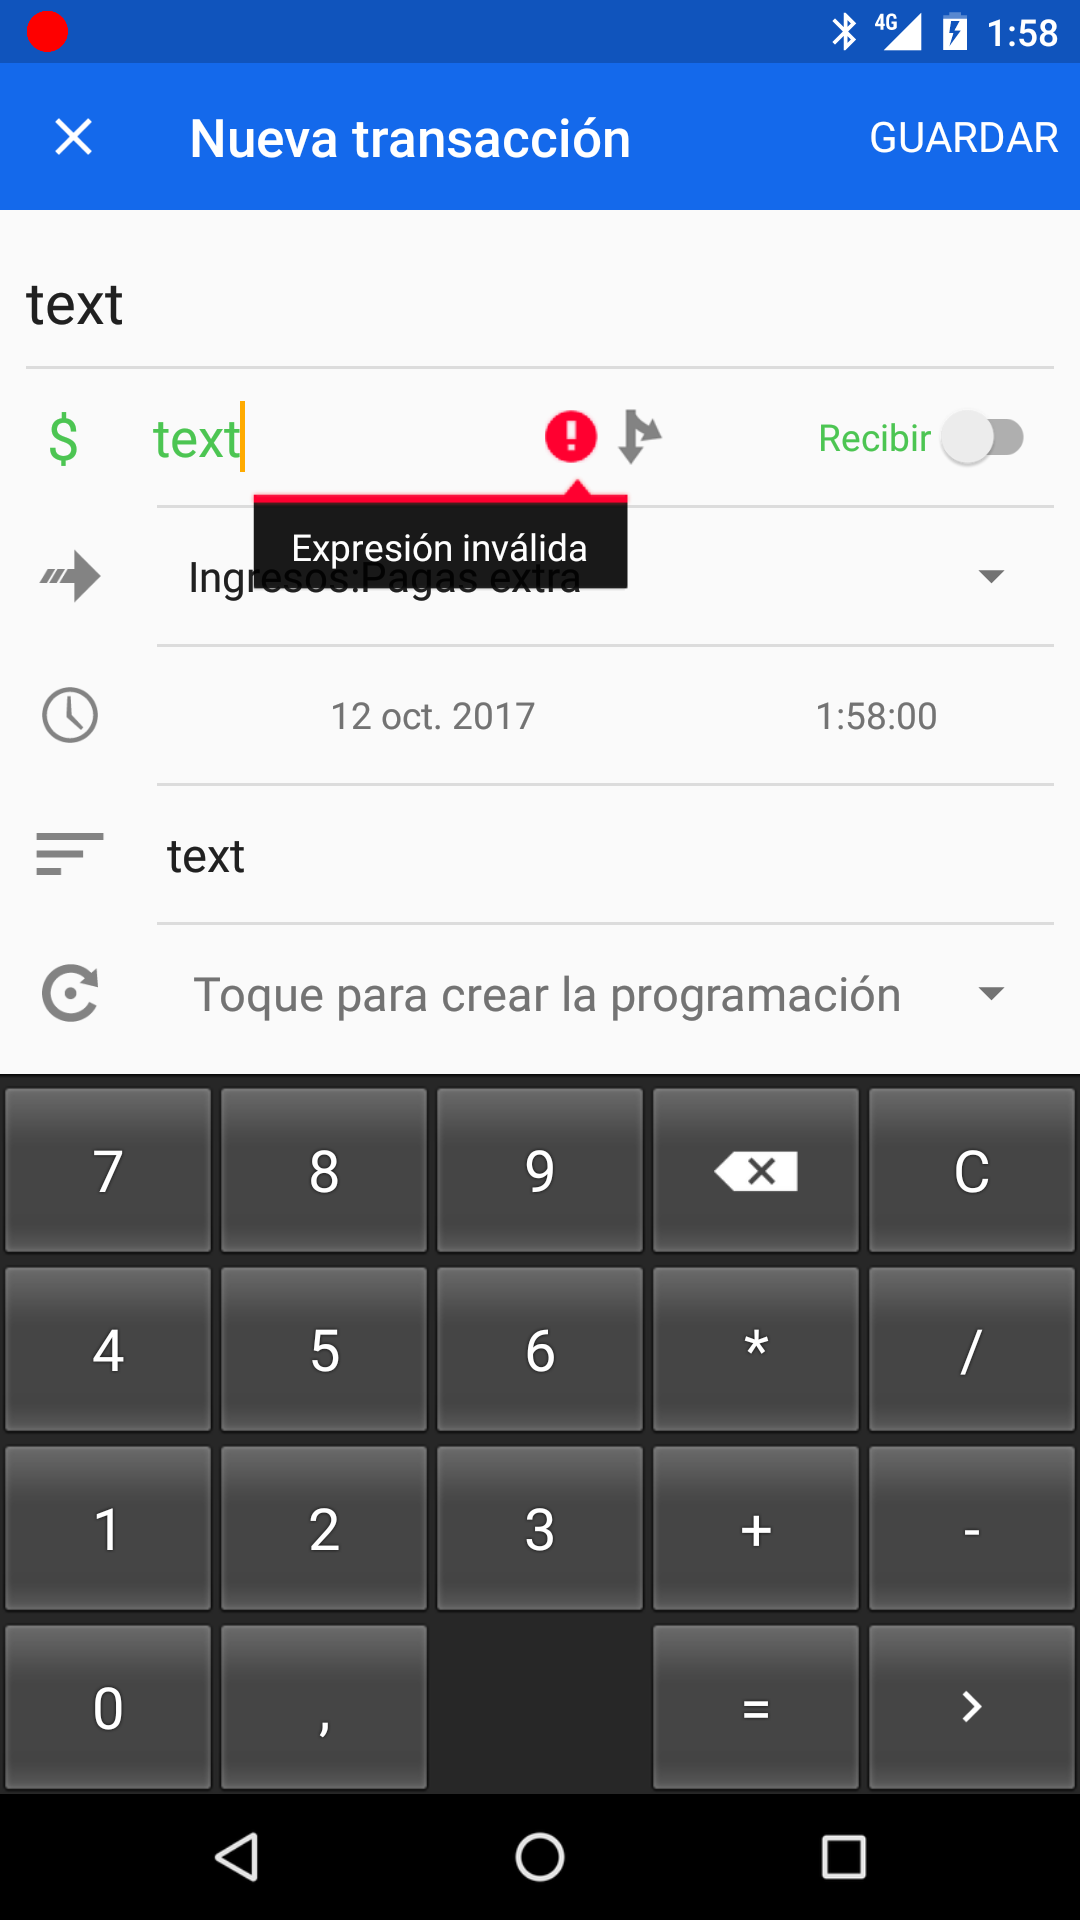 4G 1:58
Nueva transacción GUARDAR
text
$ text Recibir
Expresión inválida
Ingresos:Pagas extra
12 oct. 2017 1:58:00
text
Toque para crear la programación
7 8 9 C
4 5 6 * /
1 2 3 + -
0 , = >